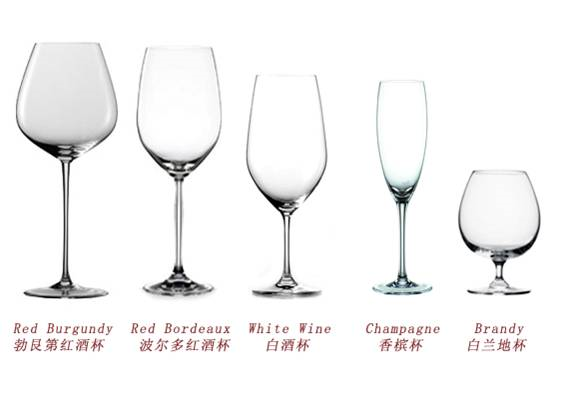 Red Burgundy
勃艮第红酒杯
Red Bordeaux
波尔多红酒杯
White Wine
白酒杯
Champagne
香槟杯
Brandy
白兰地杯